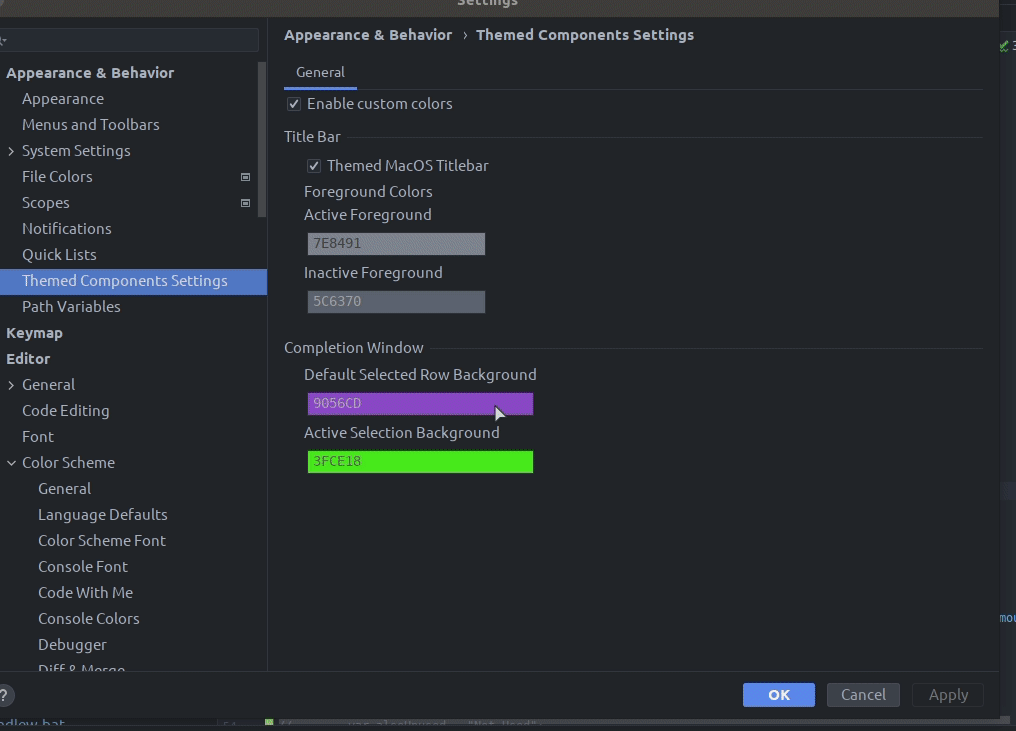 Settings
Appearance & Behavior
Appearance
Menus and Toolbars
System Settings
File Colors
Scopes
Notifications
Quick Lists
Themed Components Settings
Path Variables
Keymap
Editor
General
Code Editing
Font
Color Scheme
General
Language Defaults
Color Scheme Font
Console Font
Code With Me
Console Colors
Debugger
Diff & Merge
Appearance & Behavior › Themed Components Settings
General
Enable custom colors
Title Bar
Themed MacOS Titlebar
Foreground Colors
Active Foreground
7E8491
Inactive Foreground
5C6370
Completion Window
Default Selected Row Background
9056CD
Active Selection Background
3FCE18
?
OK
Cancel
Apply
3
mou